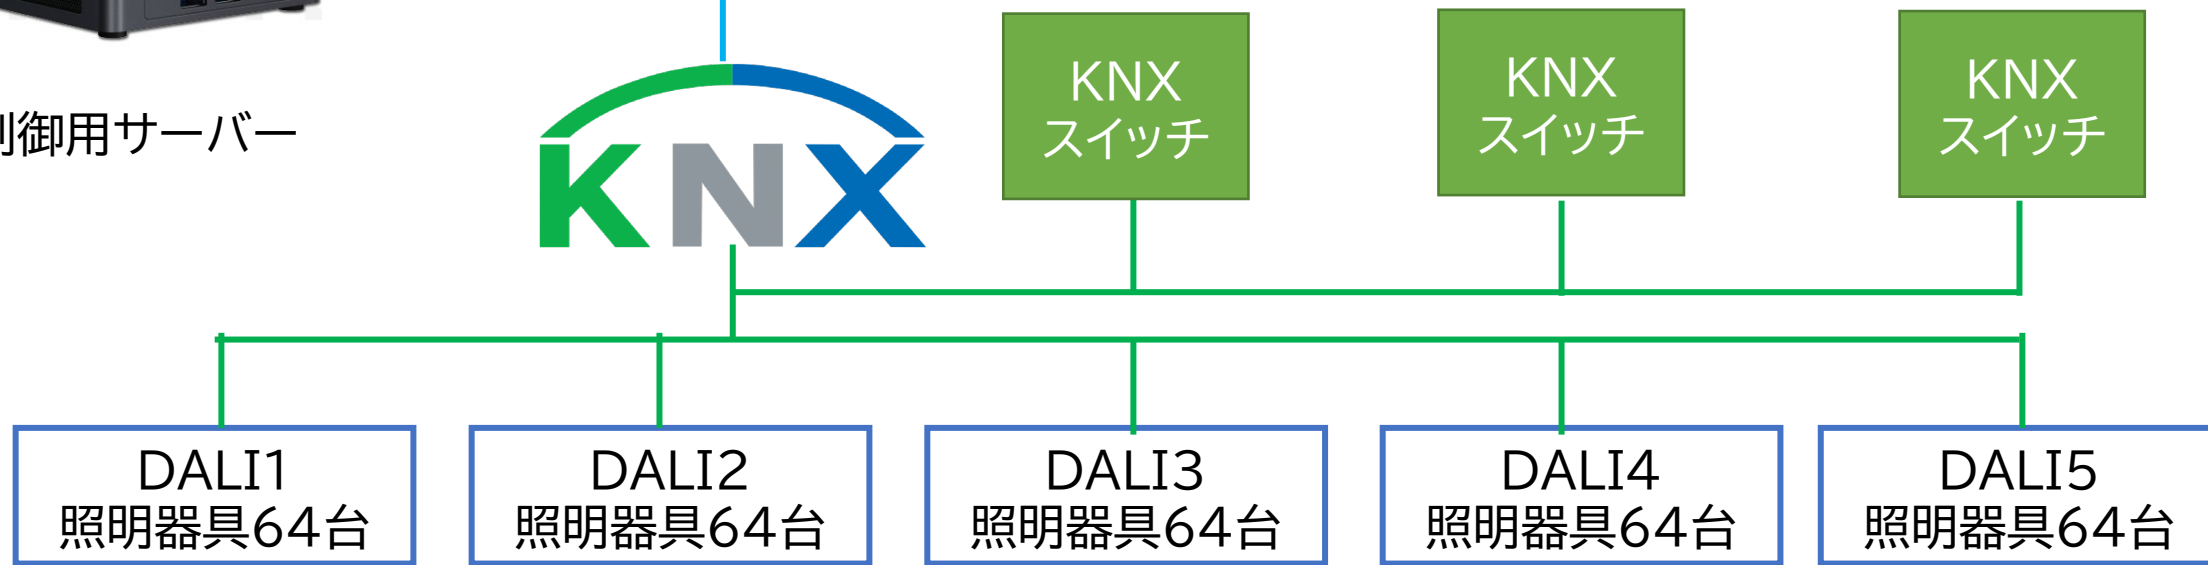 御用サーバー
KNX
KNX
スイッチ
KNX
スイッチ
KNX
スイッチ
DALI1
照明器具64台
DALI2
照明器具64台
DALI3
照明器具64台
DALI4
照明器具64台
DALI5
照明器具64台